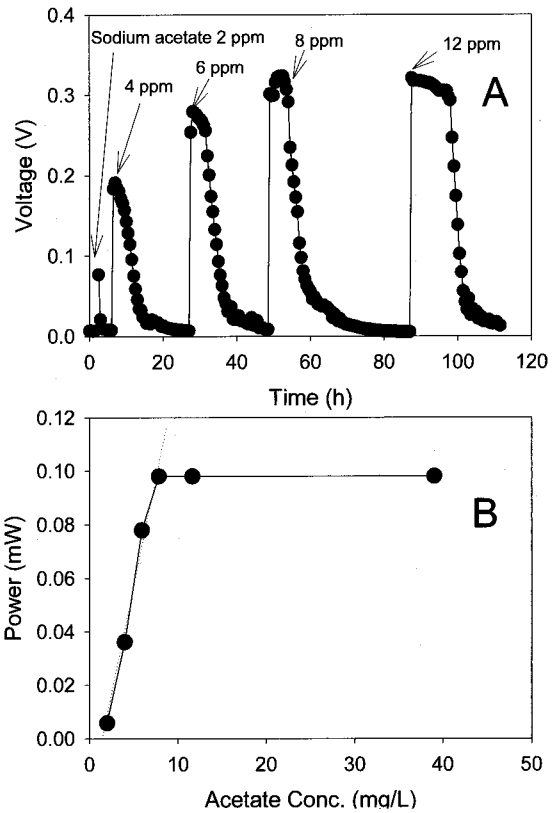 0.4
Sodium acetate 2 ppm
8 ppm
12 ppm
6 ppm
4 ppm
A
0.3
0.2
0.1
0.0
Voltage (V)
0 20 40 60 80 100 120
Time (h)
0.12
0.10
0.08
0.06
0.04
0.02
0.00
B
Power (mW)
0 10 20 30 40 50
Acetate Conc. (mg/L)